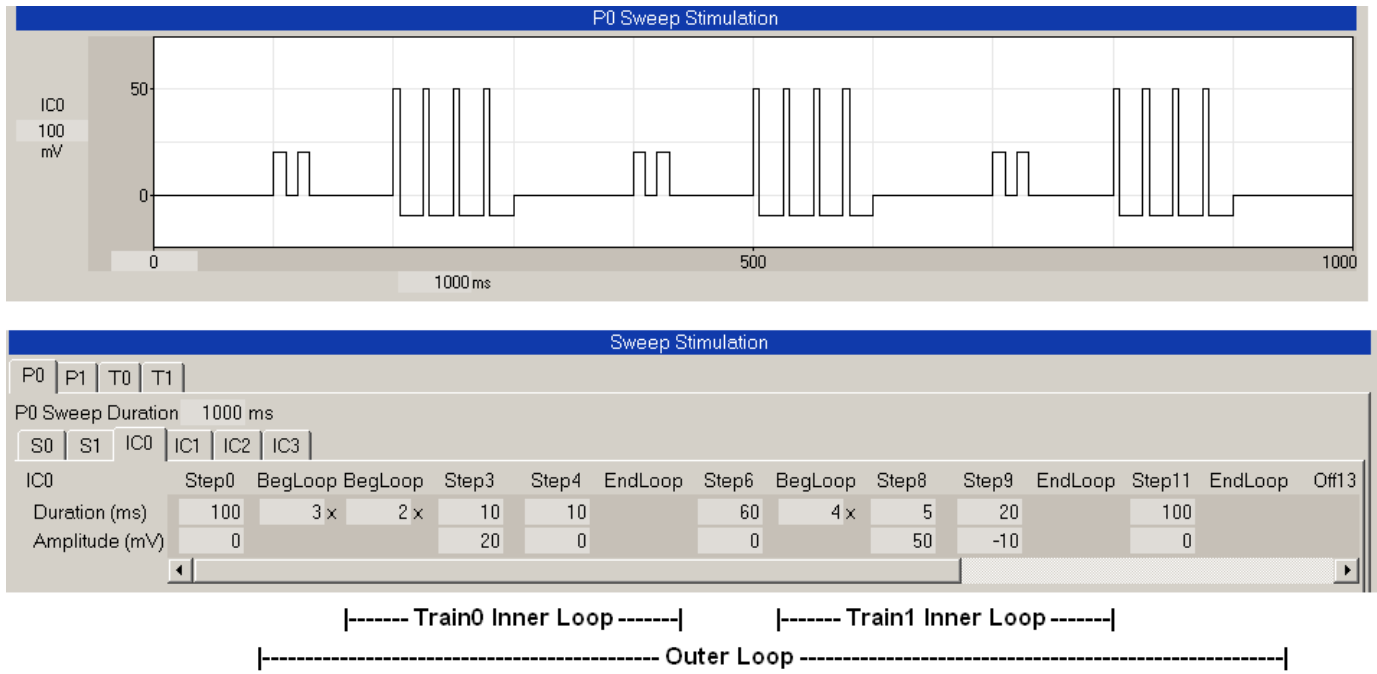 P0 Sweep Stimulation
50
IC0
100
mV
0
0 500 1000
1000 ms
Sweep Stimulation
P0 P1 T0 T1
P0 Sweep Duration 1000 ms
S0 S1 IC0 IC1 IC2 IC3
IC0 Step0 BegLoop BegLoop Step3 Step4 EndLoop Step6 BegLoop Step8 Step9 EndLoop Step11 EndLoop Off13
Duration (ms) 100 3 x 2 x 10 10 60 4 x 5 20 100
Amplitude (mV) 0 20 0 0 50 -10 0
|------- Train0 Inner Loop -------| |------- Train1 Inner Loop -------|
|---------------------------------------------- Outer Loop ---------------------------------------------------------|